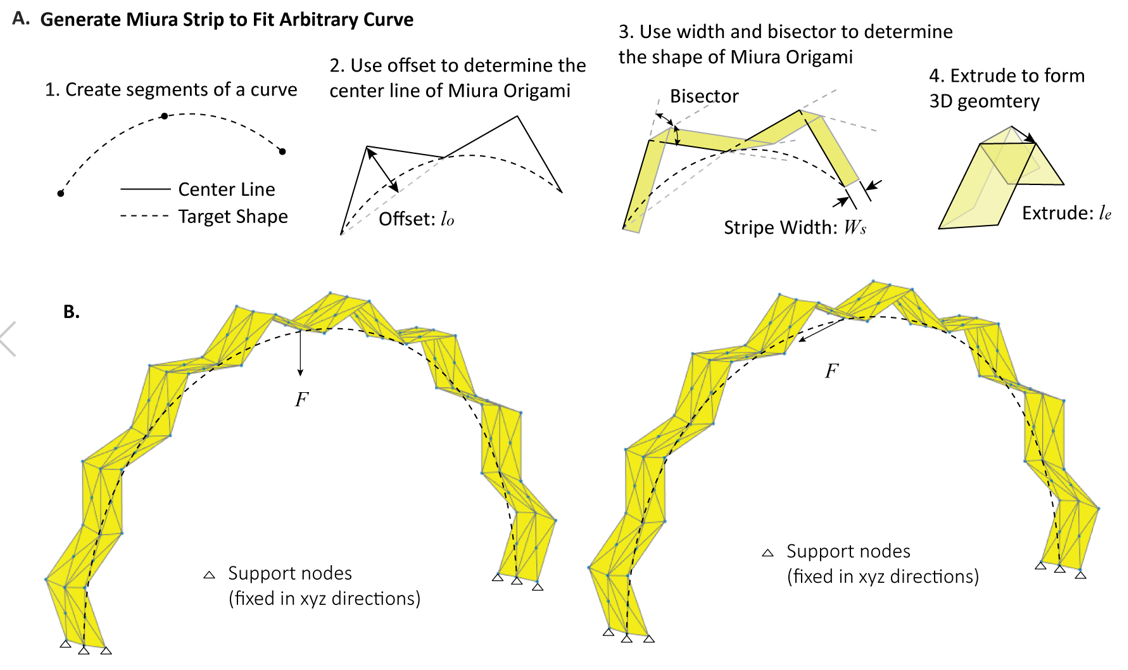 A. Generate Miura Strip to Fit Arbitrary Curve
1. Create segments of a curve
Center Line
Target Shape
2. Use offset to determine the
center line of Miura Origami
Offset: lo
3. Use width and bisector to determine
the shape of Miura Origami
Bisector
Stripe Width: Ws
4. Extrude to form
3D geomtery
Extrude: le
B.
F
Support nodes
(fixed in xyz directions)
F
Support nodes
(fixed in xyz directions)